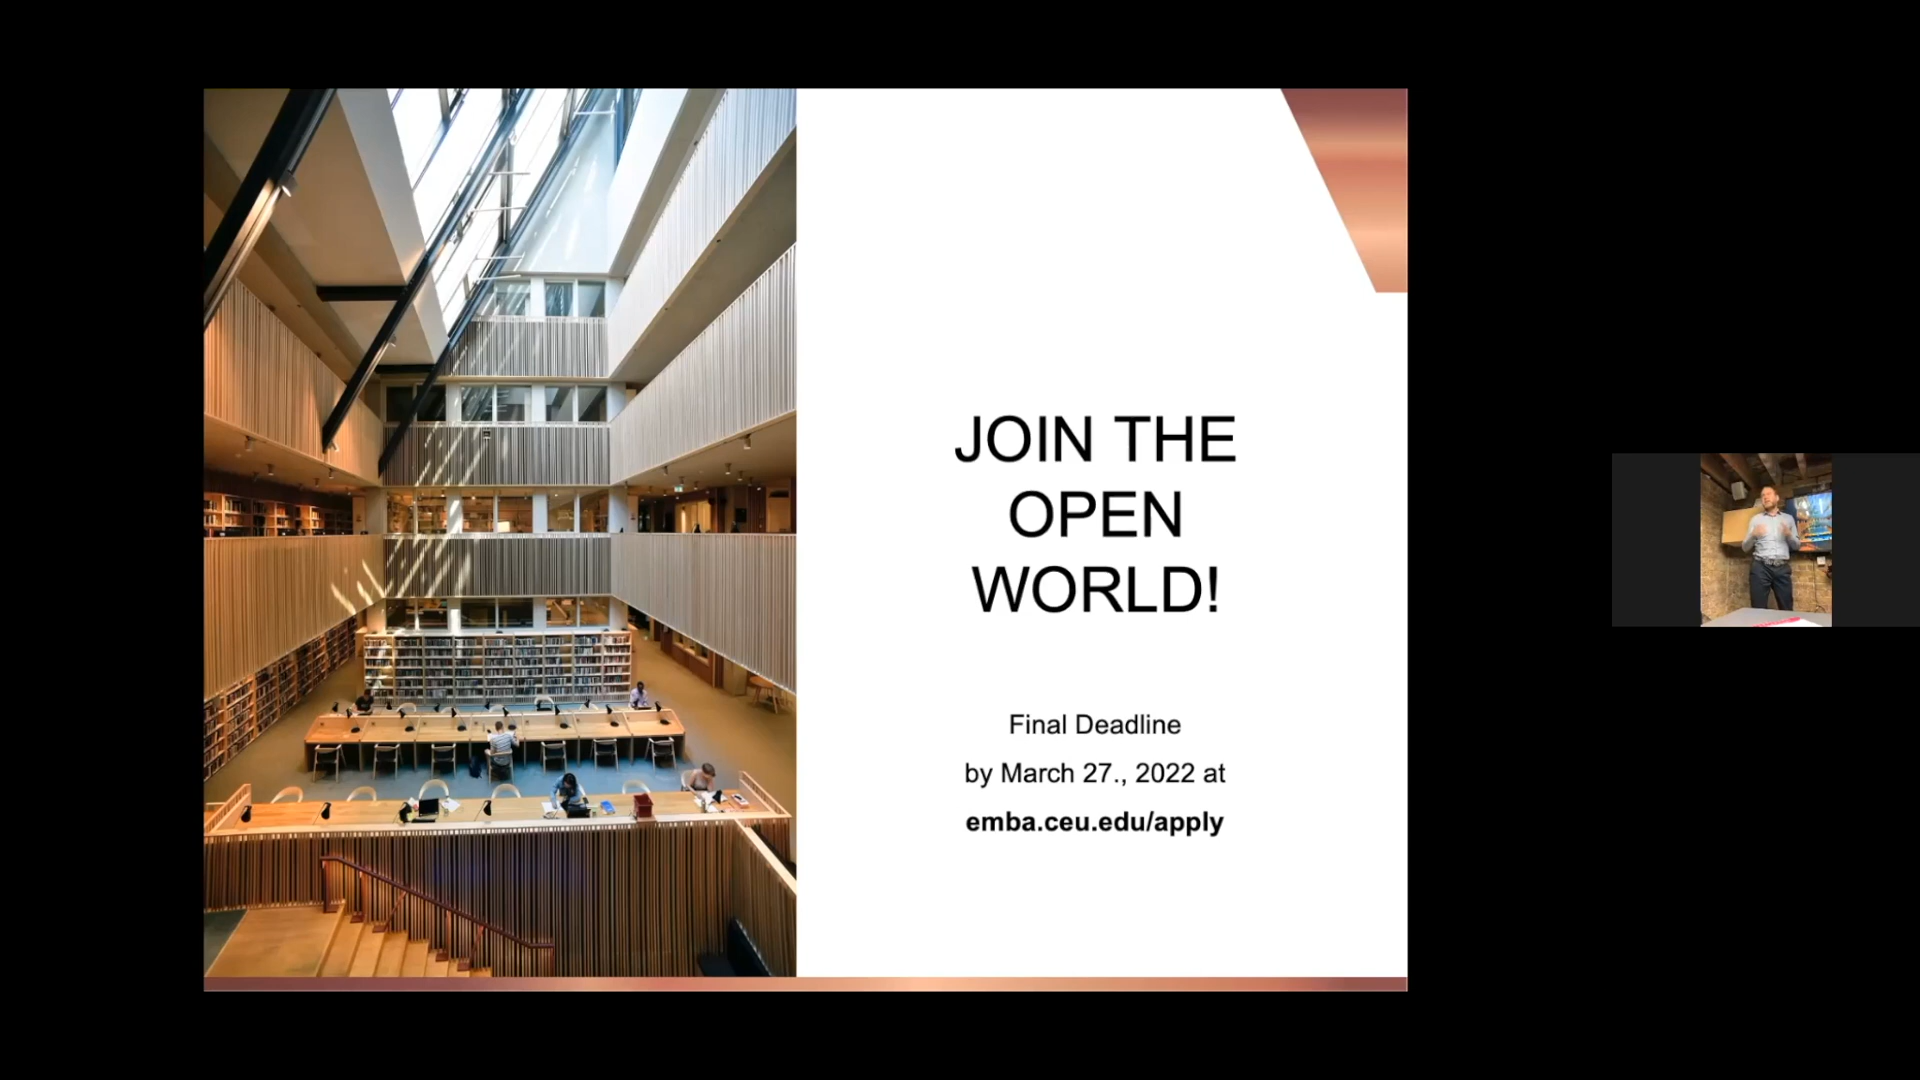 JOIN THE
OPEN
WORLD!
Final Deadline
by March 27., 2022 at
emba.ceu.edu/apply